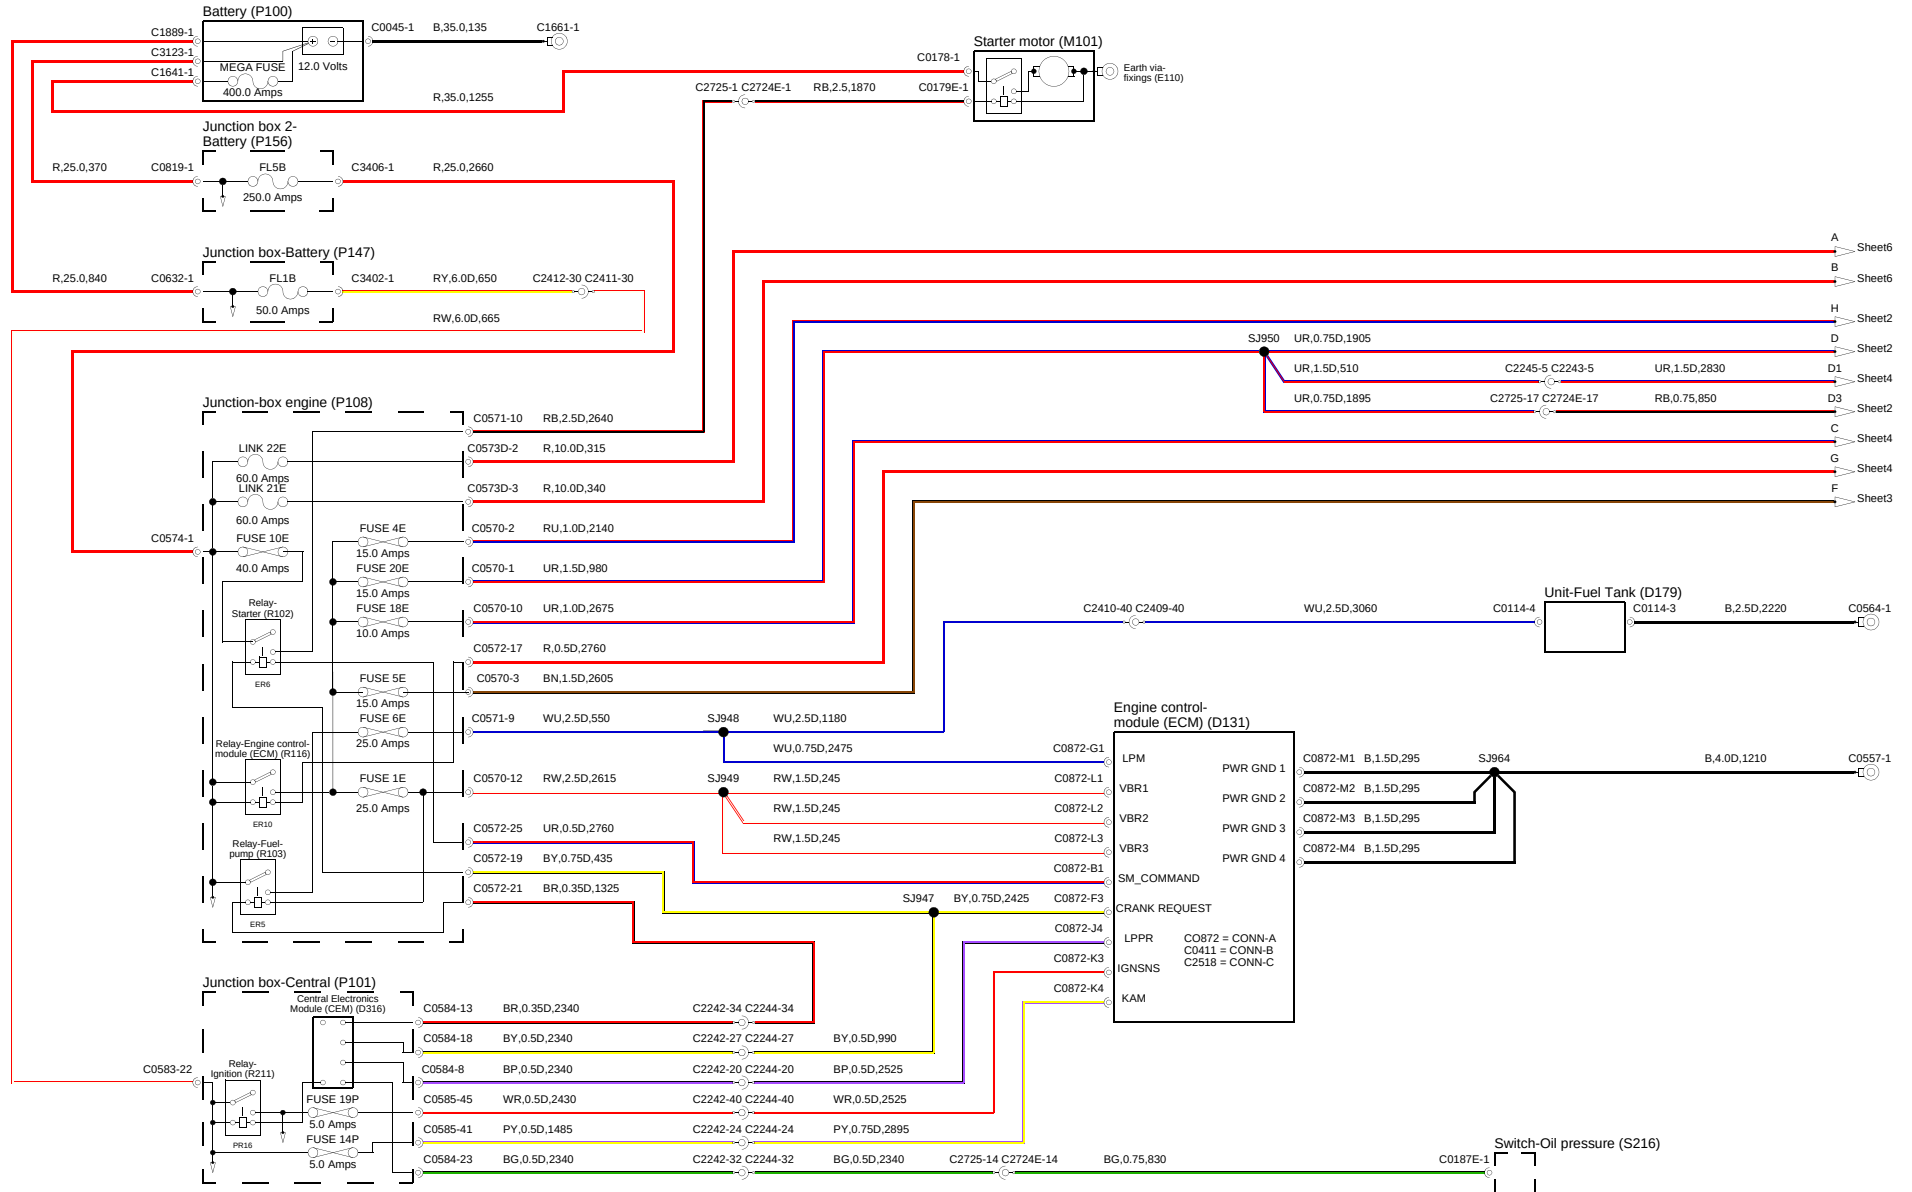 Battery (P100)
C1889-1
C3123-1
C1641-1
MEGA FUSE
400.0 Amps
12.0 Volts
C0045-1 B,35.0,135 C1661-1
R,35.0,1255
Starter motor (M101)
C0178-1
C2725-1 C2724E-1 RB,2.5,1870 C0179E-1
Earth via-
fixings (E110)
Junction box 2-
Battery (P156)
R,25.0,370 C0819-1
FL5B
250.0 Amps
C3406-1 R,25.0,2660
Junction box-Battery (P147)
R,25.0,840 C0632-1
FL1B
50.0 Amps
C3402-1 RY,6.0D,650 C2412-30 C2411-30
RW,6.0D,665
A Sheet6
B Sheet6
H Sheet2
SJ950 UR,0.75D,1905 D Sheet2
UR,1.5D,510 C2245-5 C2243-5 UR,1.5D,2830 D1 Sheet4
UR,0.75D,1895 C2725-17 C2724E-17 RB,0.75,850 D3 Sheet2
C Sheet4
G Sheet4
F Sheet3
Junction-box engine (P108)
C0571-10 RB,2.5D,2640
LINK 22E
60.0 Amps
C0573D-2 R,10.0D,315
LINK 21E
60.0 Amps
C0573D-3 R,10.0D,340
C0574-1
FUSE 10E
40.0 Amps
FUSE 4E
15.0 Amps
C0570-2 RU,1.0D,2140
FUSE 20E
15.0 Amps
C0570-1 UR,1.5D,980
FUSE 18E
10.0 Amps
C0570-10 UR,1.0D,2675
Relay-
Starter (R102)
ER6
C0572-17 R,0.5D,2760
FUSE 5E
15.0 Amps
C0570-3 BN,1.5D,2605
FUSE 6E
25.0 Amps
C0571-9 WU,2.5D,550 SJ948 WU,2.5D,1180
WU,0.75D,2475 C0872-G1
C2410-40 C2409-40 WU,2.5D,3060 C0114-4
Unit-Fuel Tank (D179)
C0114-3 B,2.5D,2220 C0564-1
Relay-Engine control-
module (ECM) (R116)
ER10
FUSE 1E
25.0 Amps
C0570-12 RW,2.5D,2615 SJ949 RW,1.5D,245 C0872-L1
RW,1.5D,245 C0872-L2
RW,1.5D,245 C0872-L3
C0572-25 UR,0.5D,2760 C0872-B1
Relay-Fuel-
pump (R103)
ER5
C0572-19 BY,0.75D,435
C0572-21 BR,0.35D,1325
SJ947 BY,0.75D,2425 C0872-F3
C0872-J4
C0872-K3
C0872-K4
Engine control-
module (ECM) (D131)
LPM
VBR1
VBR2
VBR3
SM_COMMAND
CRANK REQUEST
LPPR
IGNSNS
KAM
CO872 = CONN-A
C0411 = CONN-B
C2518 = CONN-C
PWR GND 1
PWR GND 2
PWR GND 3
PWR GND 4
C0872-M1 B,1.5D,295 SJ964 B,4.0D,1210 C0557-1
C0872-M2 B,1.5D,295
C0872-M3 B,1.5D,295
C0872-M4 B,1.5D,295
Junction box-Central (P101)
Central Electronics
Module (CEM) (D316)
C0583-22
Relay-
Ignition (R211)
PR16
FUSE 19P
5.0 Amps
FUSE 14P
5.0 Amps
C0584-13 BR,0.35D,2340 C2242-34 C2244-34
C0584-18 BY,0.5D,2340 C2242-27 C2244-27 BY,0.5D,990
C0584-8 BP,0.5D,2340 C2242-20 C2244-20 BP,0.5D,2525
C0585-45 WR,0.5D,2430 C2242-40 C2244-40 WR,0.5D,2525
C0585-41 PY,0.5D,1485 C2242-24 C2244-24 PY,0.75D,2895
C0584-23 BG,0.5D,2340 C2242-32 C2244-32 BG,0.5D,2340 C2725-14 C2724E-14 BG,0.75,830 C0187E-1
Switch-Oil pressure (S216)